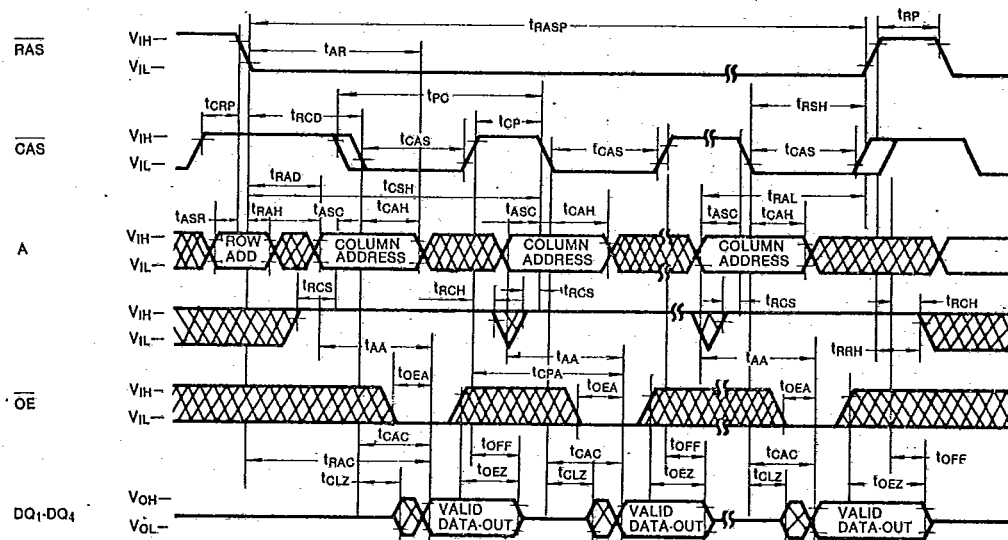 tRASP
tRP
RAS
VIH
tAR
VIL
tPC
tRSH
tCRP
tRCD
tCP
CAS
VIH
tCAS
tCAS
tCAS
VIL
tRAD
tCSH
tRAL
tASR
tRAH
tASC
tCAH
tASC
tCAH
tASC
tCAH
A
VIH
VIL
ROW ADD
COLUMN ADDRESS
COLUMN ADDRESS
COLUMN ADDRESS
tRCS
tRCH
tRCS
tRCS
tRCH
VIH
VIL
tAA
tAA
tAA
tRRH
tCPA
tOEA
tOEA
tOEA
OE
VIH
VIL
tCAC
tOFF
tCAC
tOFF
tCAC
tOFF
tRAC
tOEZ
tOEZ
tOEZ
tCLZ
tCLZ
tCLZ
DQ1-DQ4
VOH
VOL
VALID DATA-OUT
VALID DATA-OUT
VALID DATA-OUT